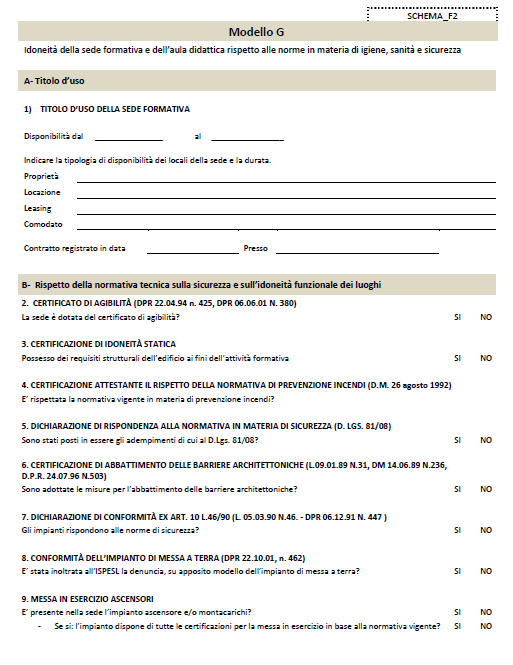 SCHEMA_F2
Modello G
Idoneità della sede formativa e dell'aula didattica rispetto alle norme in materia di igiene, sanità e sicurezza
A- Titolo d'uso
1) TITOLO D'USO DELLA SEDE FORMATIVA
Disponibilità dal _____________ al _____________
Indicare la tipologia di disponibilità dei locali della sede e la durata.
Proprietà
Locazione
Leasing
Comodato
Contratto registrato in data _____________ Presso _____________
B- Rispetto della normativa tecnica sulla sicurezza e sull'idoneità funzionale dei luoghi
2. CERTIFICATO DI AGIBILITÀ (DPR 22.04.94 n. 425, DPR 06.06.01 N. 380)
La sede è dotata del certificato di agibilità? SI NO
3. CERTIFICAZIONE DI IDONEITÀ STATICA
Possesso dei requisiti strutturali dell'edificio ai fini dell'attività formativa SI NO
4. CERTIFICAZIONE ATTESTANTE IL RISPETTO DELLA NORMATIVA DI PREVENZIONE INCENDI (D.M. 26 agosto 1992)
E' rispettata la normativa vigente in materia di prevenzione incendi? SI NO
5. DICHIARAZIONE DI RISPONDENZA ALLA NORMATIVA IN MATERIA DI SICUREZZA (D. LGS. 81/08)
Sono stati posti in essere gli adempimenti di cui al D.Lgs. 81/08? SI NO
6. CERTIFICAZIONE DI ABBATTIMENTO DELLE BARRIERE ARCHITETTONICHE (L.09.01.89 N.31, DM 14.06.89 N.236,
D.P.R. 24.07.96 N.503)
Sono adottate le misure per l'abbattimento delle barriere architettoniche? SI NO
7. DICHIARAZIONE DI CONFORMITÀ EX ART. 10 L.46/90 (L. 05.03.90 N.46. - DPR 06.12.91 N. 447 )
Gli impianti rispondono alle norme di sicurezza? SI NO
8. CONFORMITÀ DELL'IMPIANTO DI MESSA A TERRA (DPR 22.10.01, n. 462)
E' stata inoltrata all'ISPESL la denuncia, su apposito modello dell'impianto di messa a terra? SI NO
9. MESSA IN ESERCIZIO ASCENSORI
E' presente nella sede l'impianto ascensore e/o montacarichi? SI NO
- Se si: l'impianto dispone di tutte le certificazioni per la messa in esercizio in base alla normativa vigente? SI NO